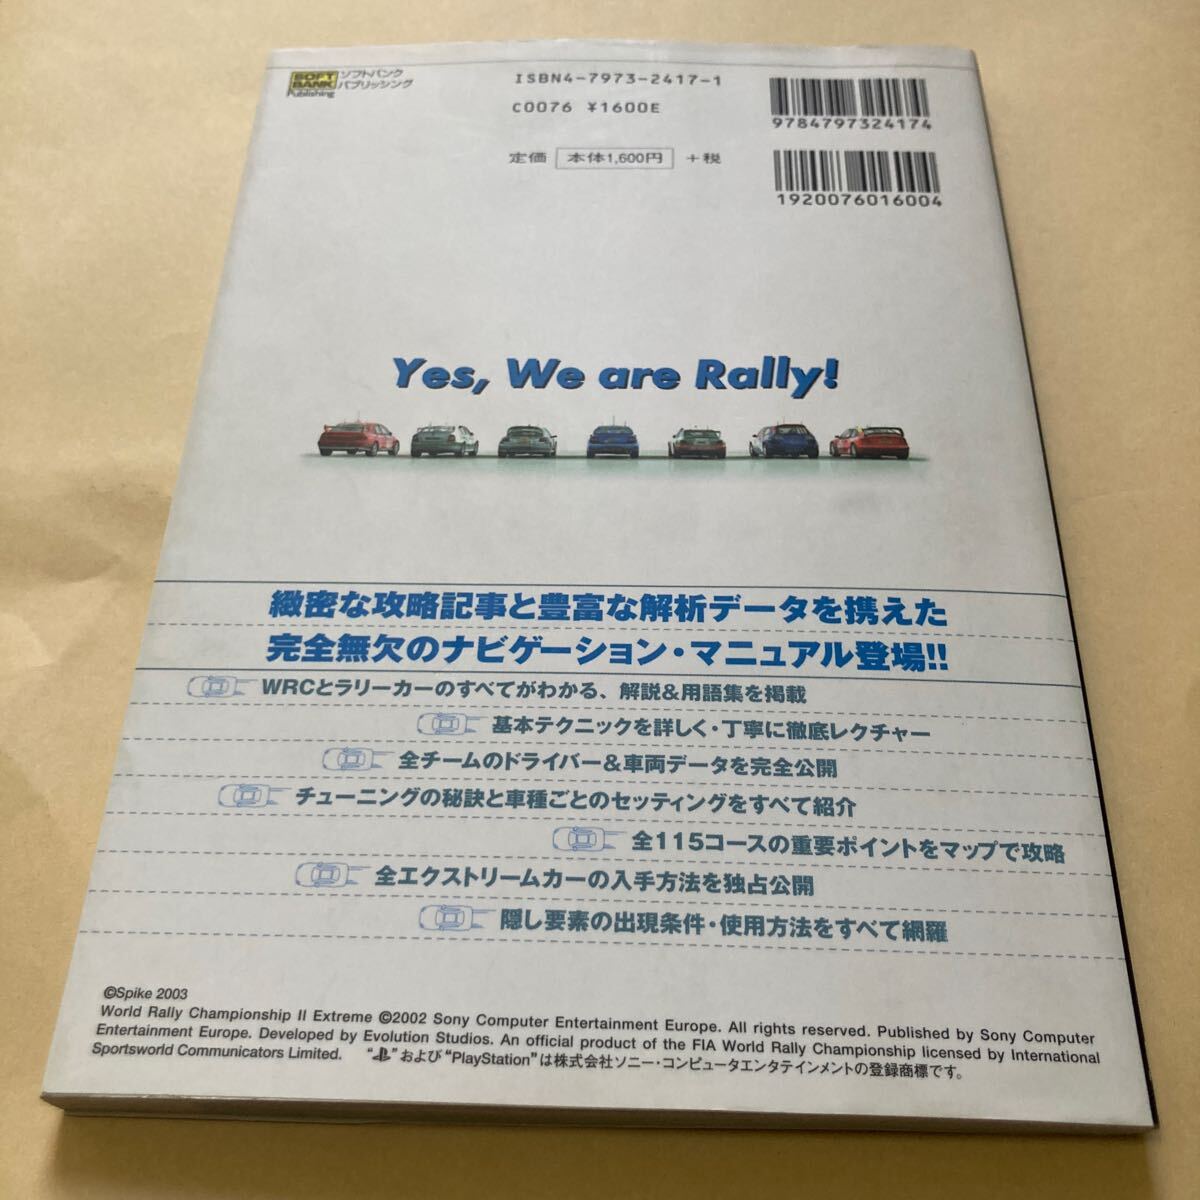 SOFT BANK Publishing
ソフトバンク
パブリッシング
ISBN4-7973-2417-1
C0076 ¥1600E
9784797324174
定価 本体1,600円 +税
1920076016004
Yes, We are Rally!
緻密な攻略記事と豊富な解析データを携えた
完全無欠のナビゲーション・マニュアル登場!!
WRCとラリーカーのすべてがわかる、解説&用語集を掲載
基本テクニックを詳しく・丁寧に徹底レクチャー
全チームのドライバー&車両データを完全公開
チューニングの秘訣と車種ごとのセッティングをすべて紹介
全115コースの重要ポイントをマップで攻略
全エクストリームカーの入手方法を独占公開
隠し要素の出現条件・使用方法をすべて網羅
©Spike 2003
World Rally Championship II Extreme ©2002 Sony Computer Entertainment Europe. All rights reserved. Published by Sony Computer
Entertainment Europe. Developed by Evolution Studios. An official product of the FIA World Rally Championship licensed by International
Sportsworld Communicators Limited. “PS”および“PlayStation”は株式会社ソニー・コンピュータエンタテインメントの登録商標です。